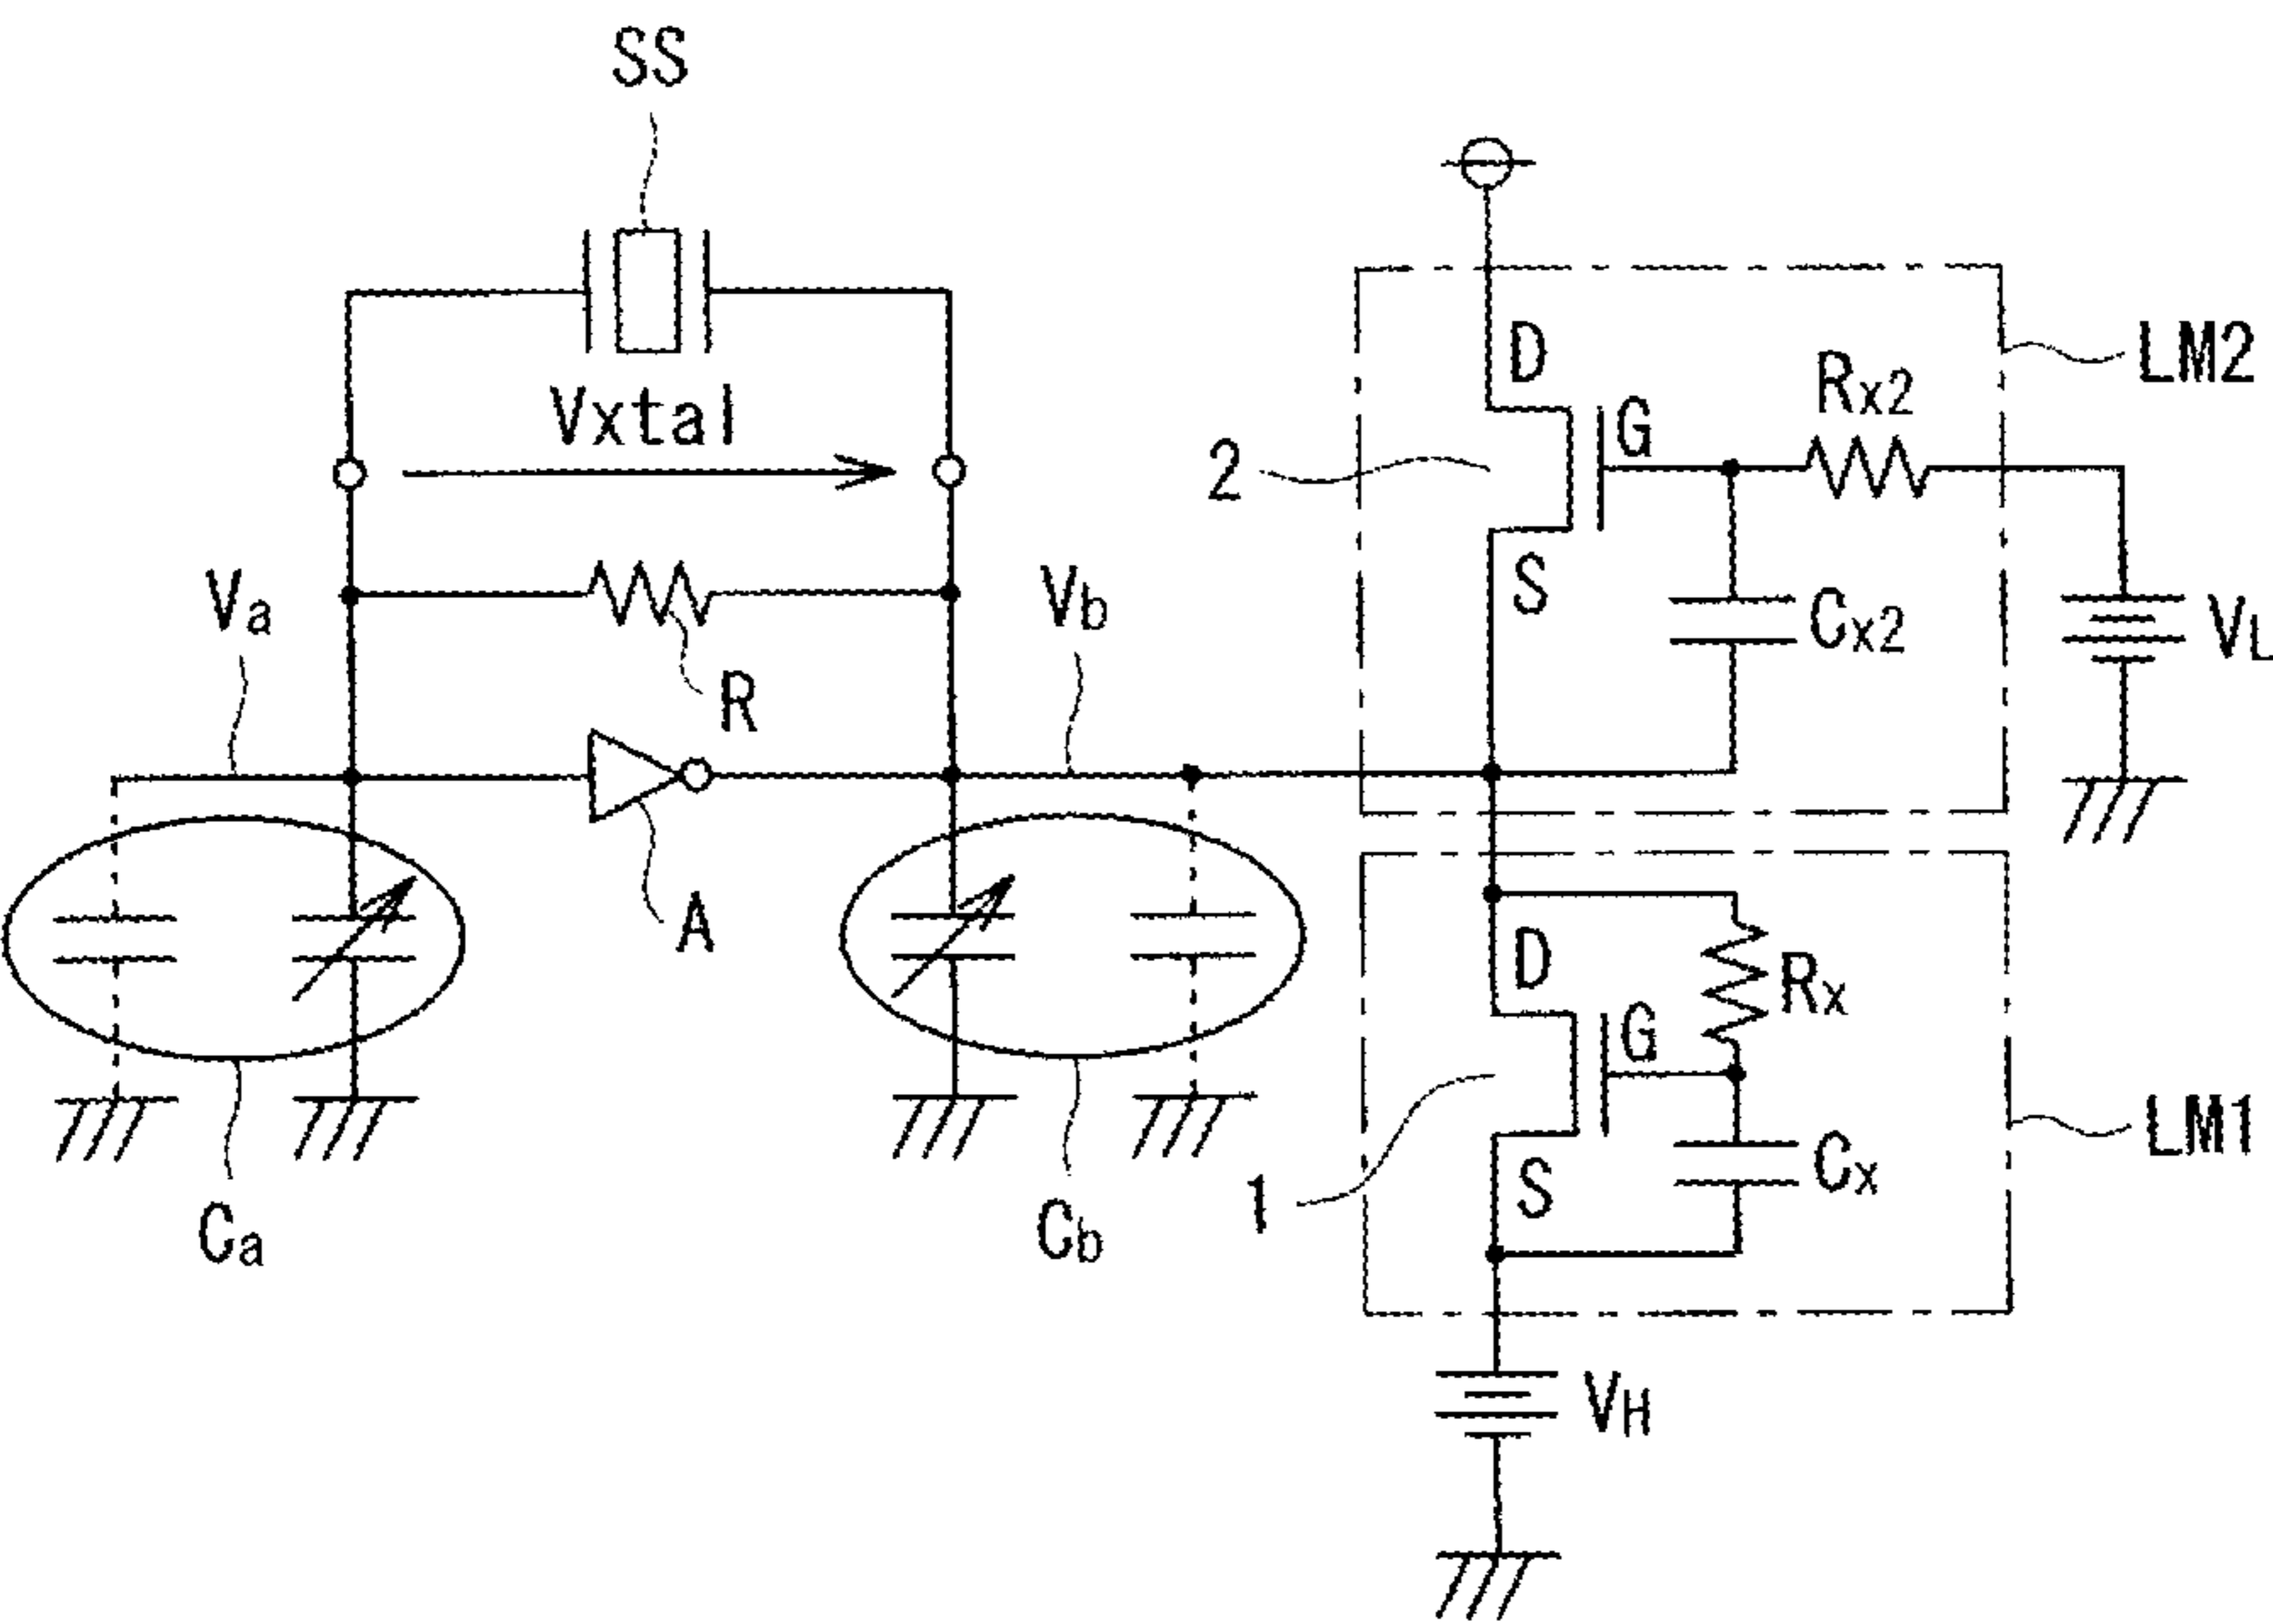 SS
LM2
D
Rx2
G
Vxtal
2
S
Va
Vb
Cx2
VL
R
A
D
Rx
G
LM1
S
Cx
1
Ca
Cb
VH